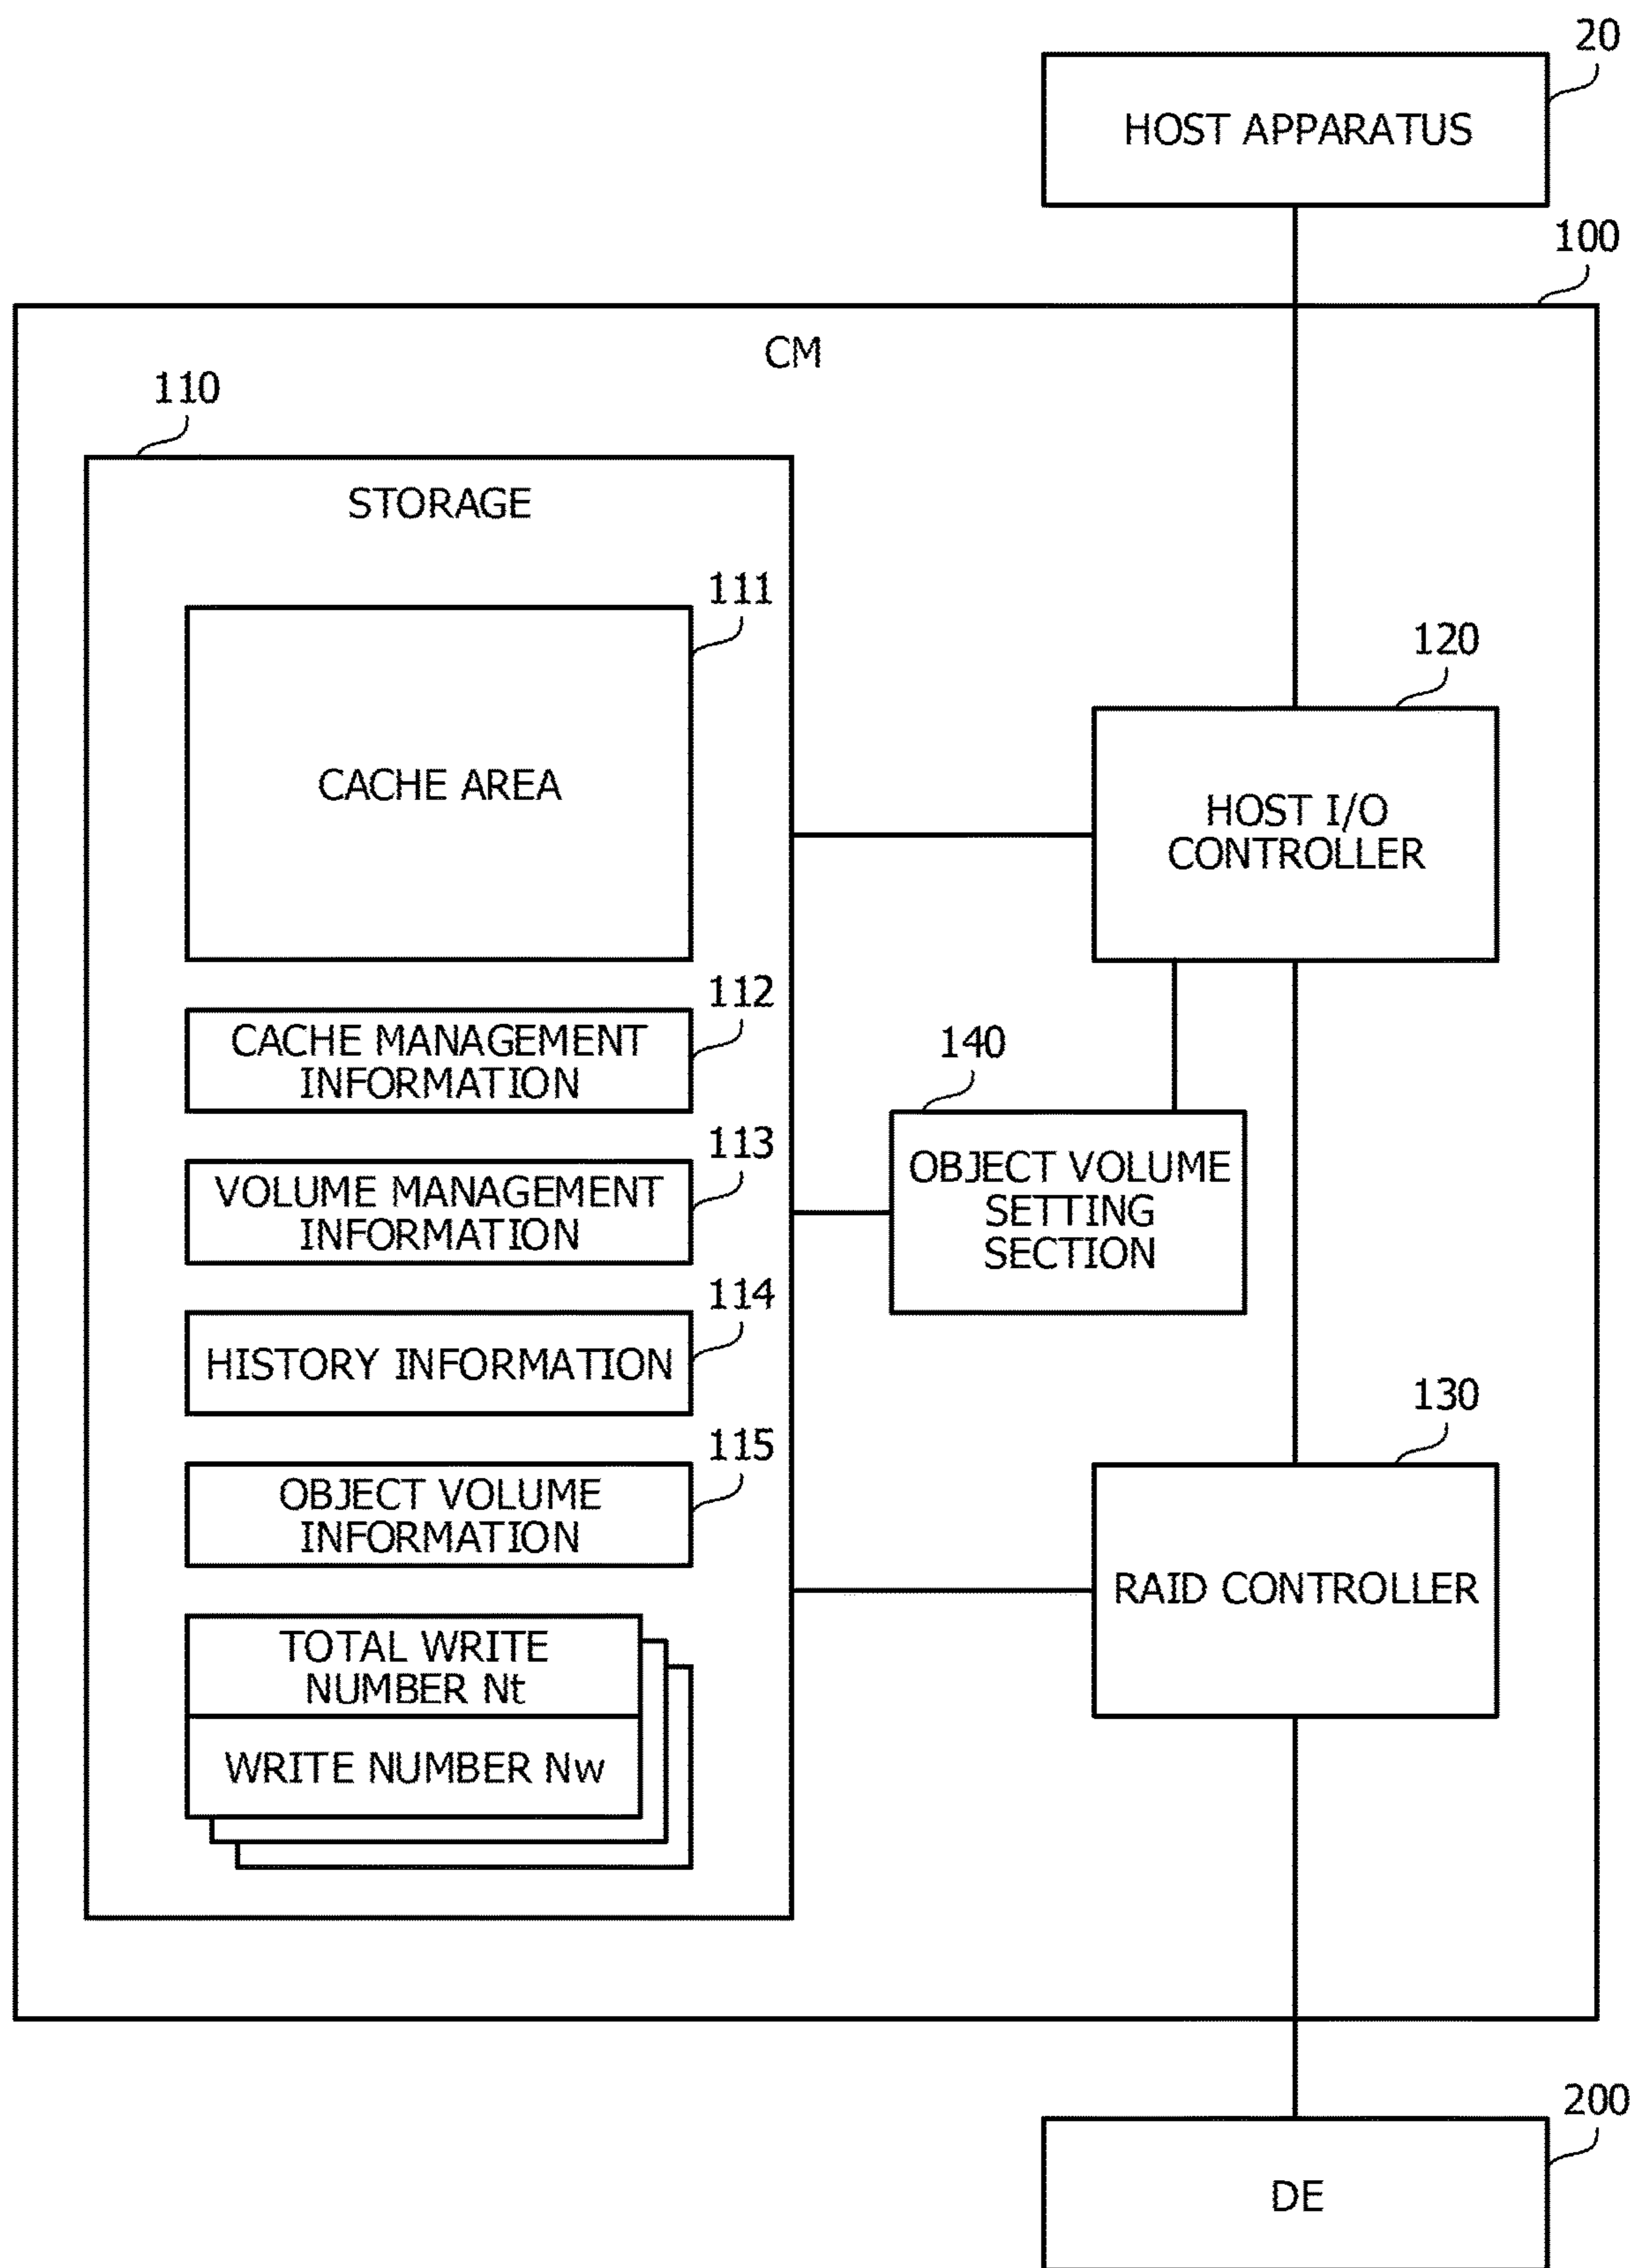 20
HOST APPARATUS
100
CM
110
STORAGE
111
CACHE AREA
120
HOST I/O
CONTROLLER
112
CACHE MANAGEMENT
INFORMATION
140
OBJECT VOLUME
SETTING
SECTION
113
VOLUME MANAGEMENT
INFORMATION
114
HISTORY INFORMATION
130
RAID CONTROLLER
115
OBJECT VOLUME
INFORMATION
TOTAL WRITE
NUMBER Nt
WRITE NUMBER Nw
200
DE